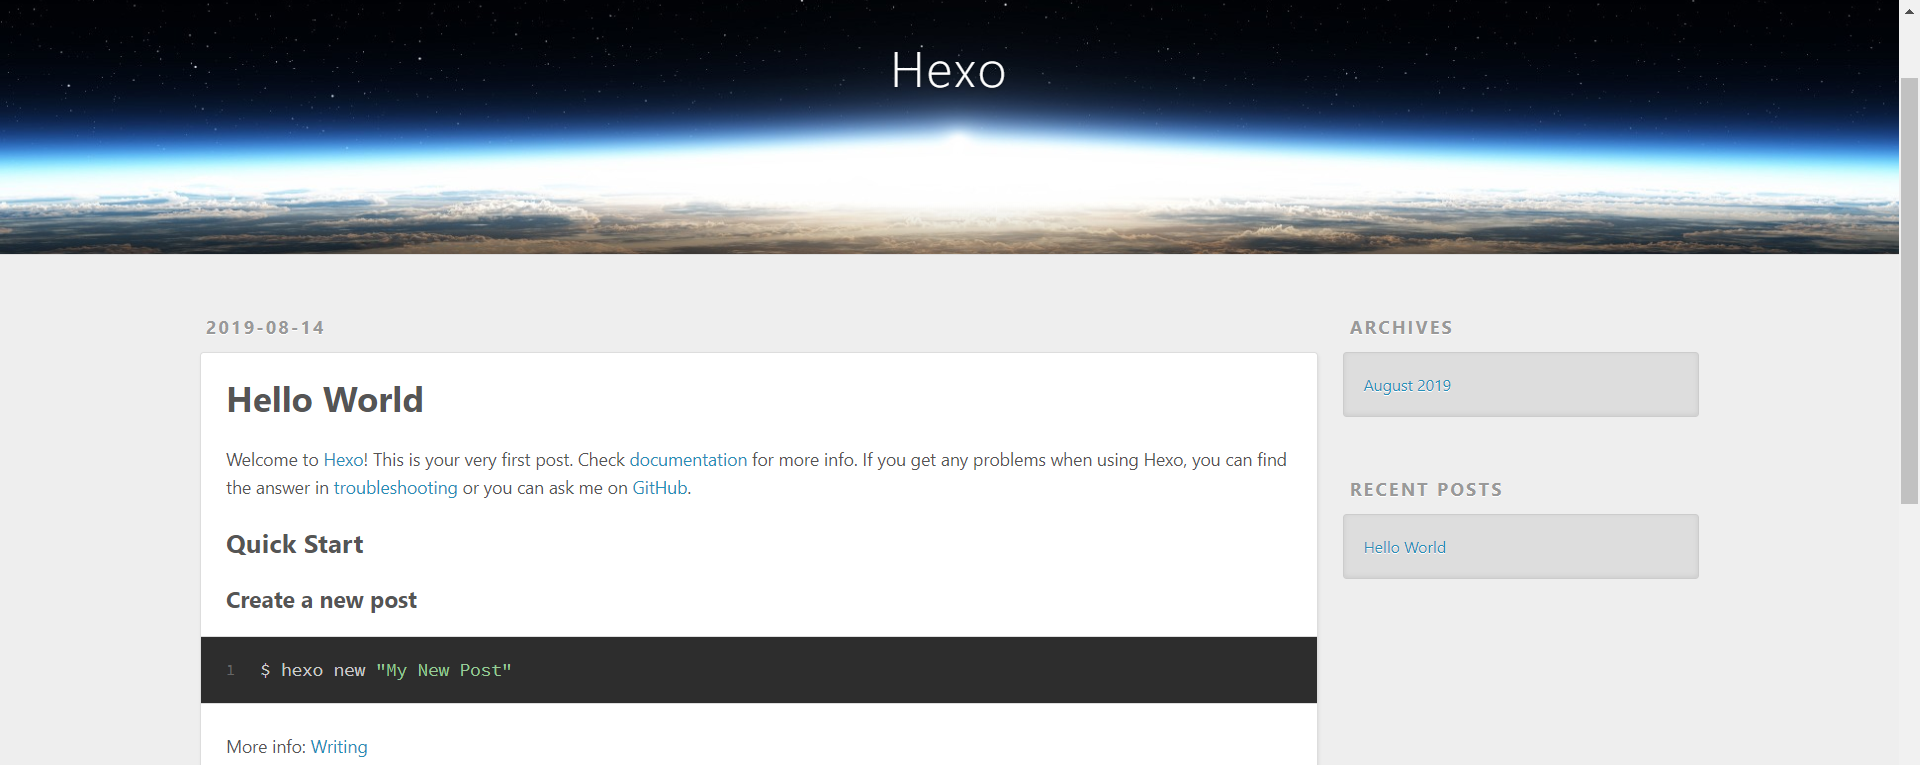 Hexo
2019-08-14
Hello World
Welcome to Hexo! This is your very first post. Check documentation for more info. If you get any problems when using Hexo, you can find
the answer in troubleshooting or you can ask me on GitHub.
Quick Start
Create a new post
1 $ hexo new "My New Post"
More info: Writing
ARCHIVES
August 2019
RECENT POSTS
Hello World